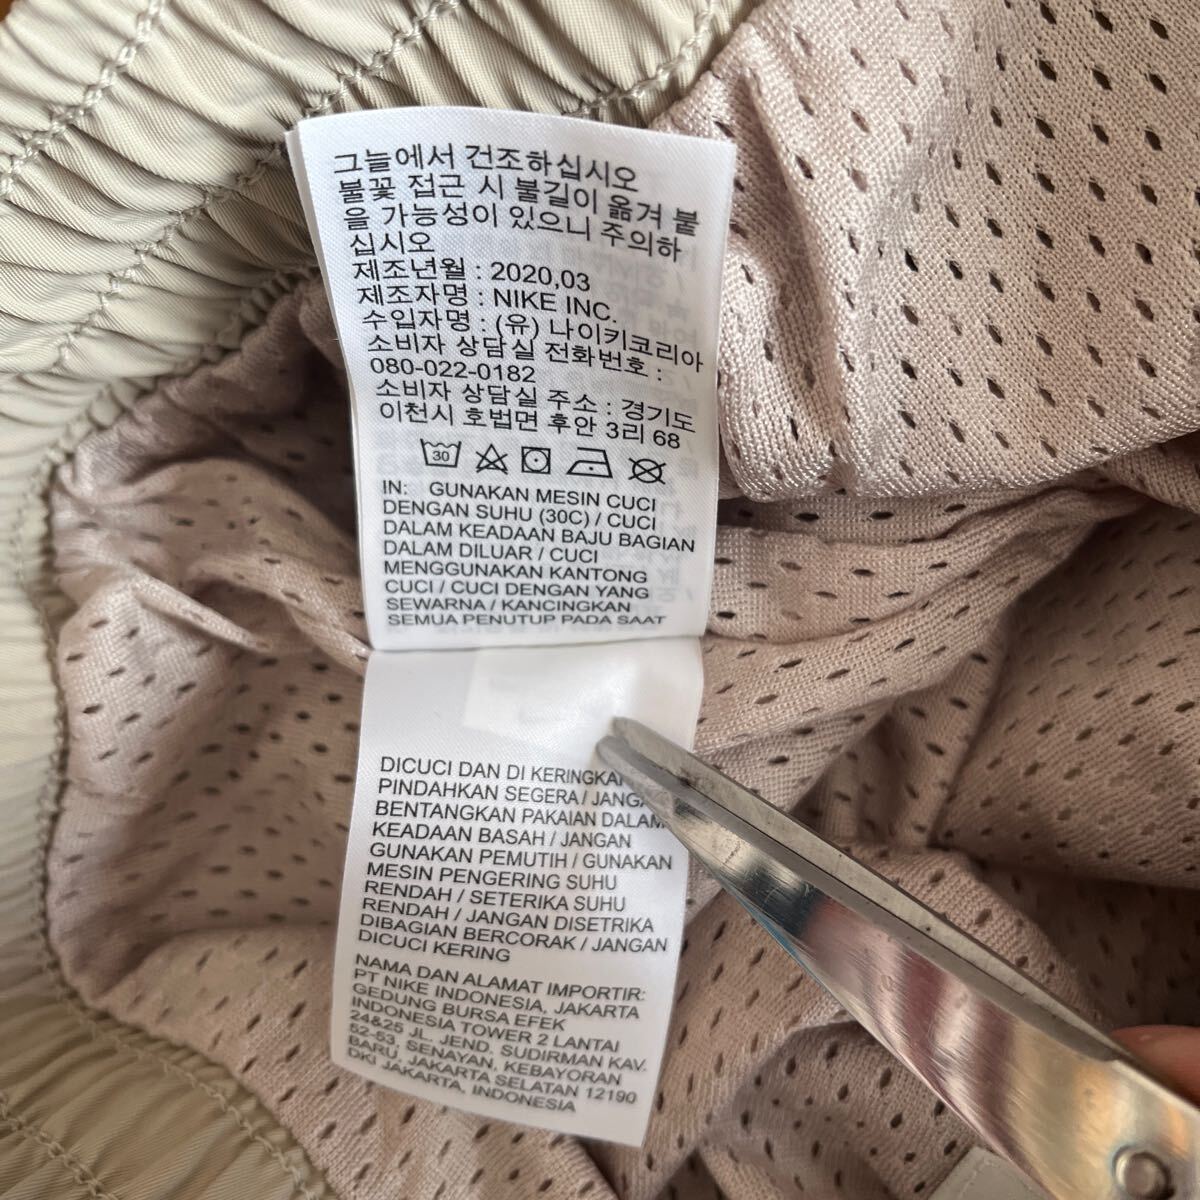 그늘에서 건조하십시오
불꽃 접근 시 불길이 옮겨 붙
을 가능성이 있으니 주의하
십시오
제조년월 : 2020,03
제조자명 : NIKE INC.
수입자명 : (유) 나이키코리아
소비자 상담실 전화번호 :
080-022-0182
소비자 상담실 주소 : 경기도
이천시 호법면 후안 3리 68
30
IN: GUNAKAN MESIN CUCI
DENGAN SUHU (30C) / CUCI
DALAM KEADAAN BAJU BAGIAN
DALAM DILUAR / CUCI
MENGGUNAKAN KANTONG
CUCI / CUCI DENGAN YANG
SEWARNA / KANCINGKAN
SEMUA PENUTUP PADA SAAT
DICUCI DAN DI
PINDAHKAN SEGERA /
BENTANGKAN PAKAIAN DALAM
KEADAAN BASAH / JANGAN
GUNAKAN PEMUTIH / GUNAKAN
MESIN PENGERING SUHU
RENDAH / SETERIKA SUHU
RENDAH / JANGAN DISETRIKA
DIBAGIAN BERCORAK / JANGAN
DICUCI KERING
NAMA DAN ALAMAT IMPORTIR:
PT NIKE INDONESIA, JAKARTA
GEDUNG BURSA EFEK
INDONESIA TOWER 2 LANTAI
24&25 JL. JEND. SUDIRMAN KAV.
52-53, SENAYAN, KEBAYORAN
BARU, JAKARTA SELATAN 12190
DKI JAKARTA, INDONESIA